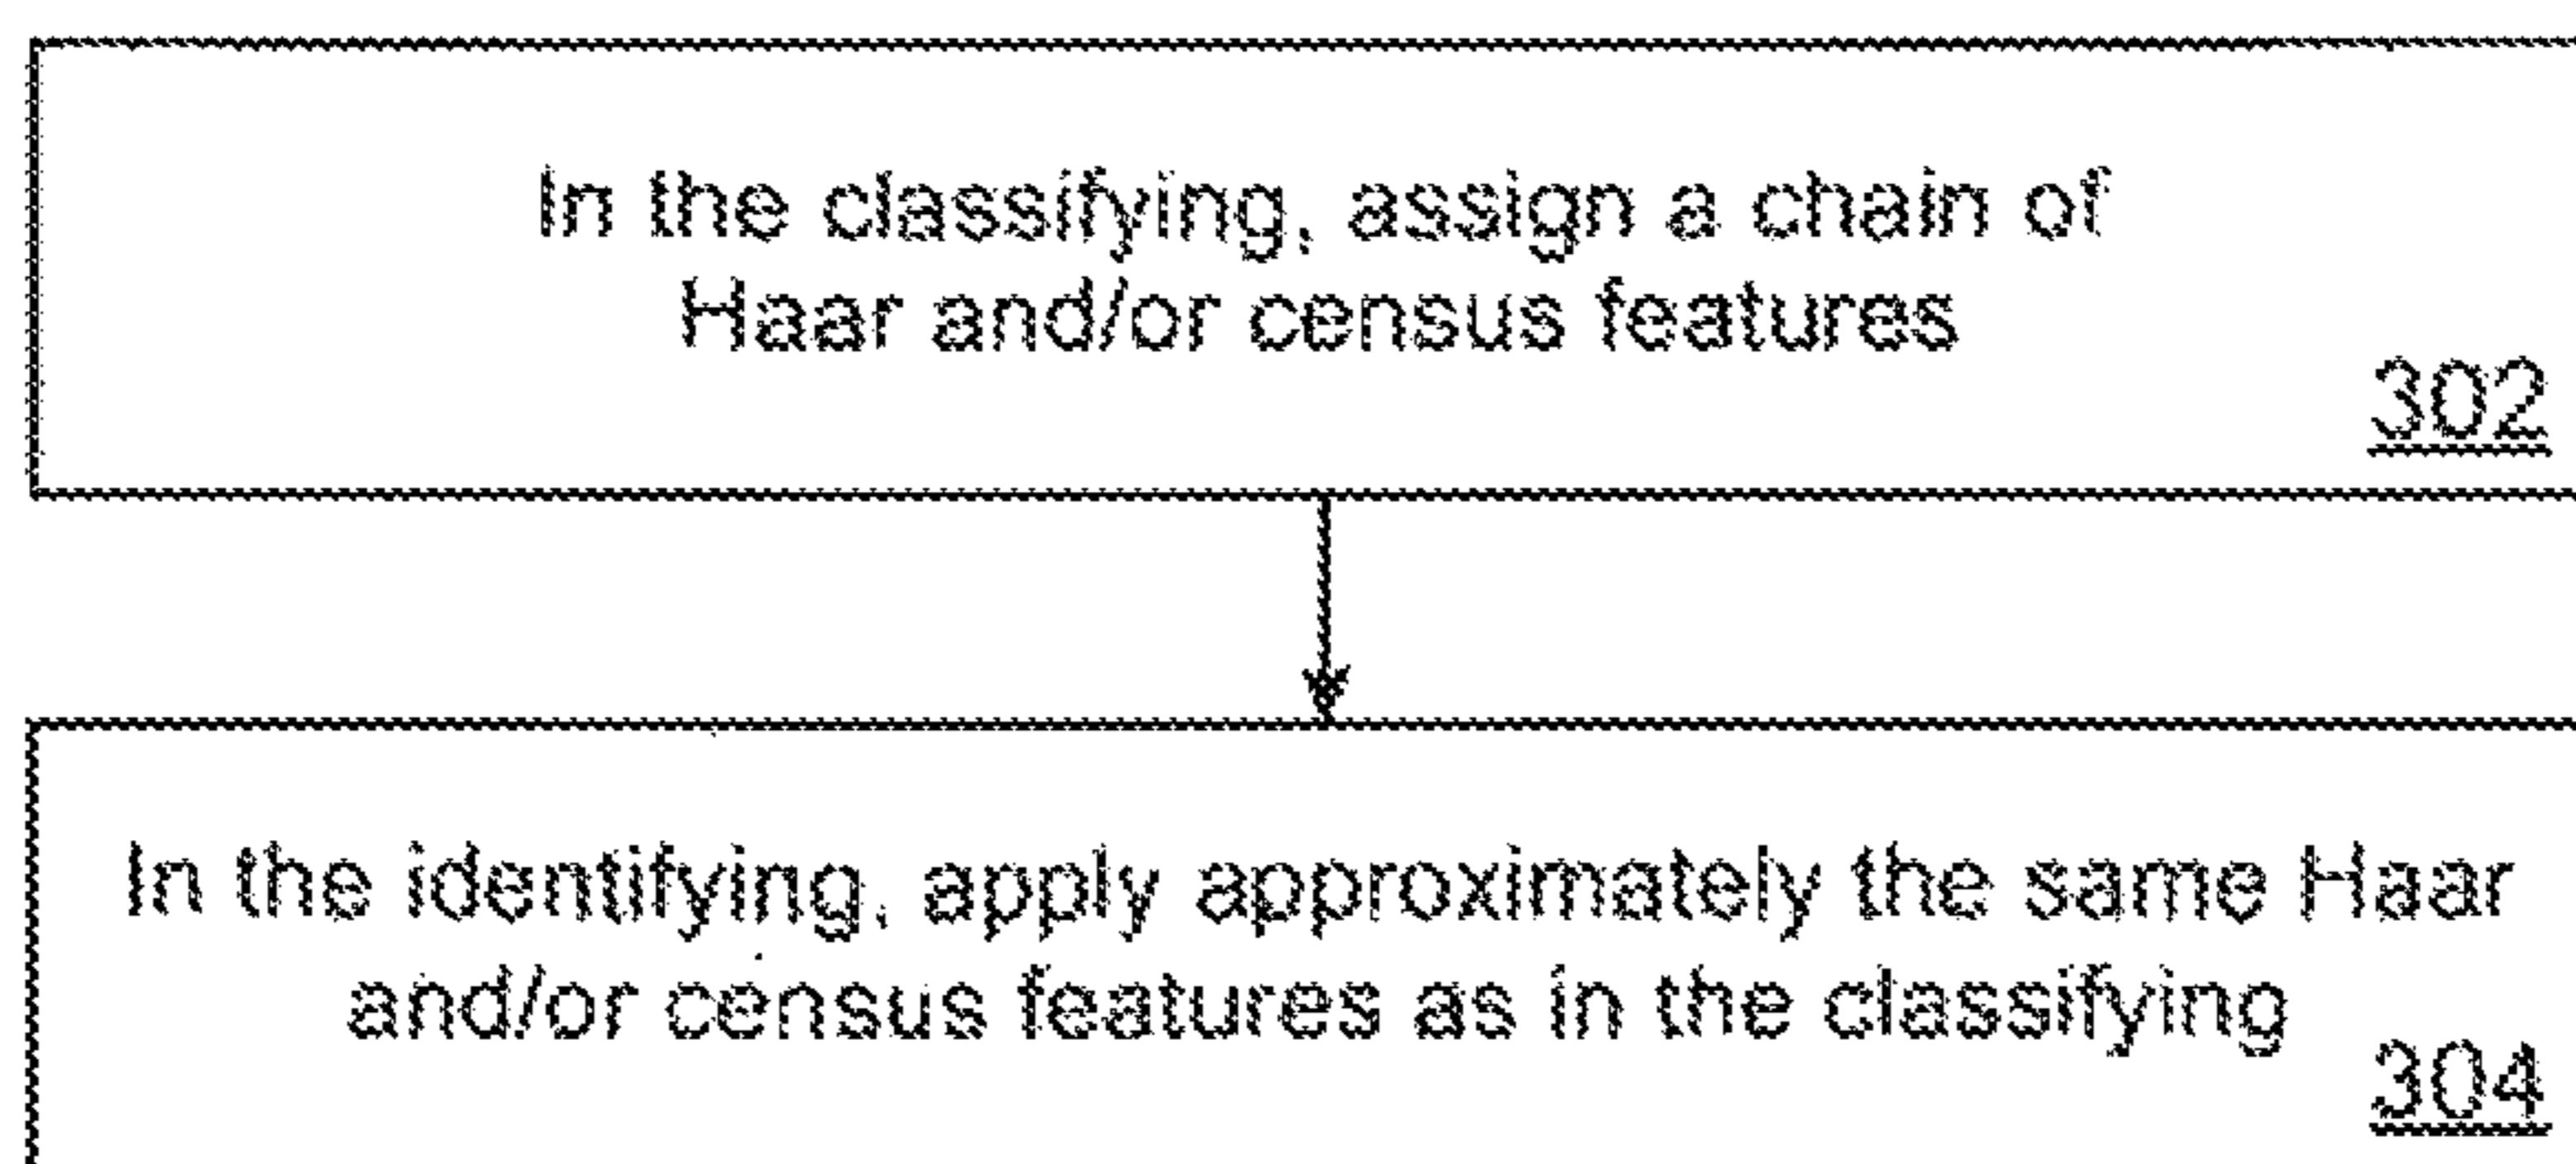 In the classifying, assign a chain of
Haar and/or census features
302
In the identifying, apply approximately the same Haar
and/or census features as in the classifying
304